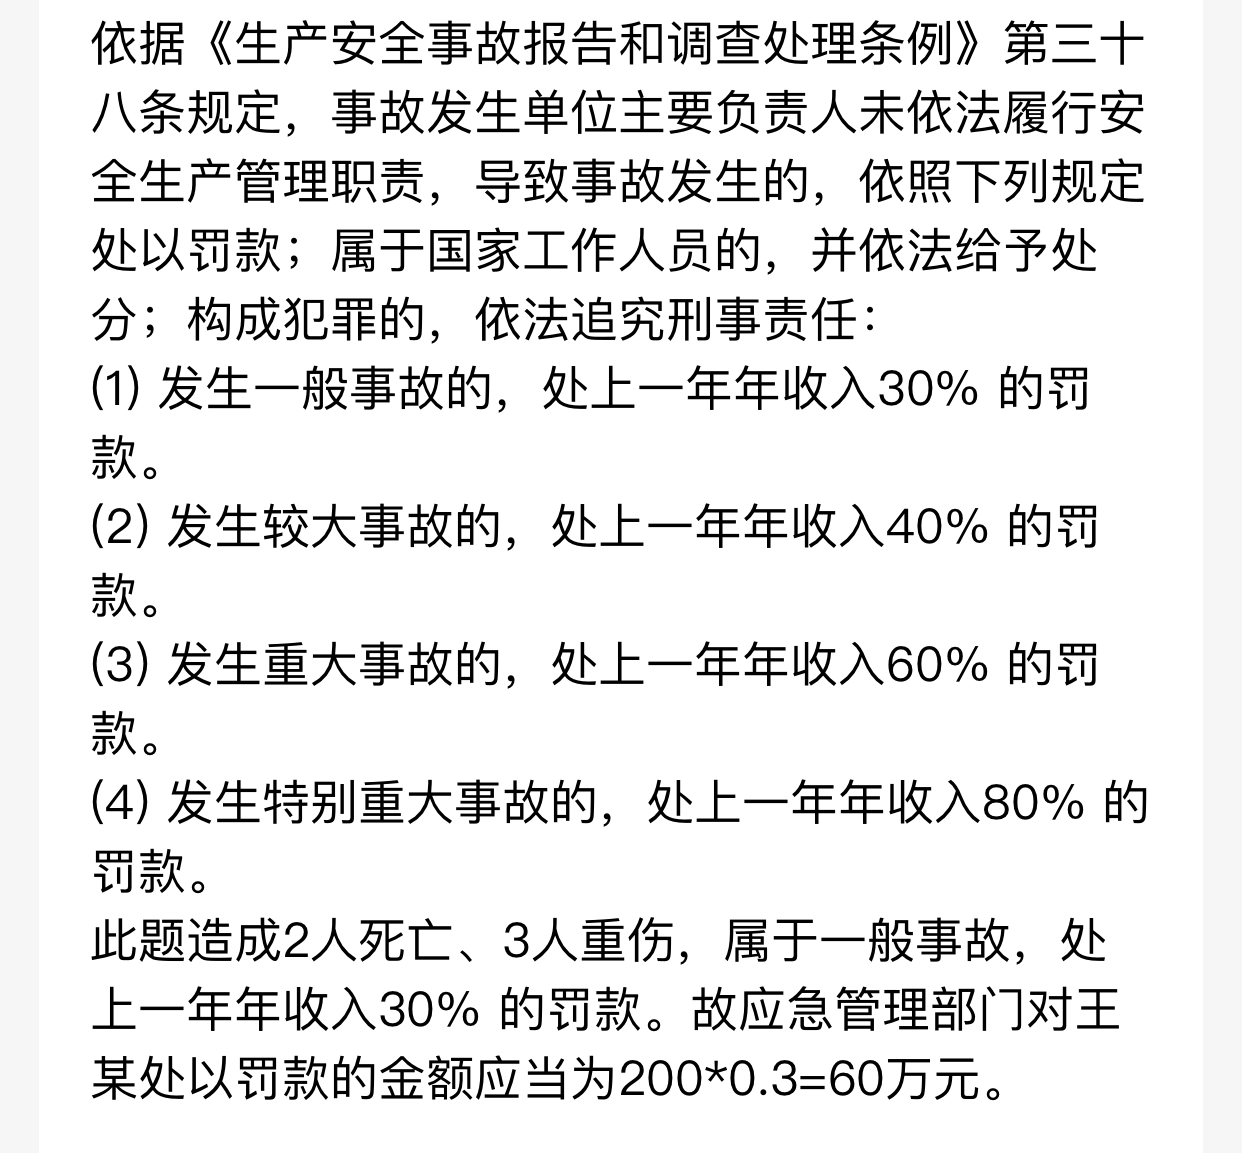 依据《生产安全事故报告和调查处理条例》第三十
八条规定，事故发生单位主要负责人未依法履行安
全生产管理职责，导致事故发生的，依照下列规定
处以罚款；属于国家工作人员的，并依法给予处
分；构成犯罪的，依法追究刑事责任：
(1) 发生一般事故的，处上一年年收入30% 的罚
款。
(2) 发生较大事故的，处上一年年收入40% 的罚
款。
(3) 发生重大事故的，处上一年年收入60% 的罚
款。
(4) 发生特别重大事故的，处上一年年收入80% 的
罚款。
此题造成2人死亡、3人重伤，属于一般事故，处
上一年年收入30% 的罚款。故应急管理部门对王
某处以罚款的金额应当为200*0.3=60万元。